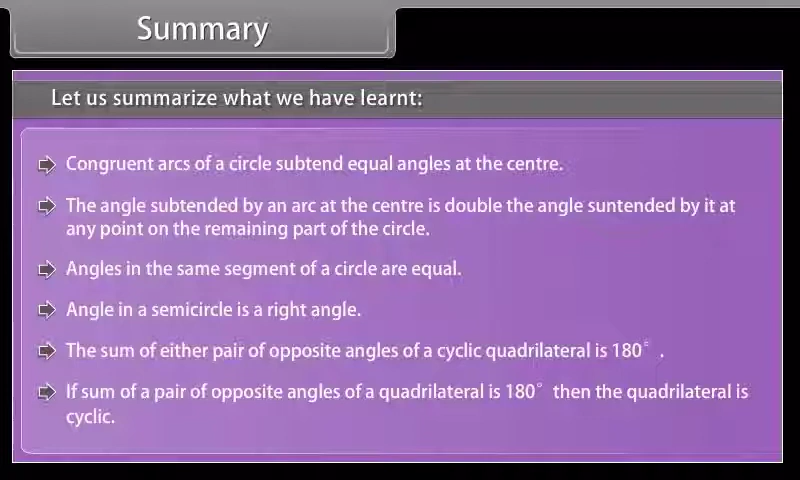 Summary
Let us summarize what we have learnt:
Congruent arcs of a circle subtend equal angles at the centre.
The angle subtended by an arc at the centre is double the angle suntended by it at
any point on the remaining part of the circle.
Angles in the same segment of a circle are equal.
Angle in a semicircle is a right angle.
The sum of either pair of opposite angles of a cyclic quadrilateral is 180° .
If sum of a pair of opposite angles of a quadrilateral is 180° then the quadrilateral is
cyclic.